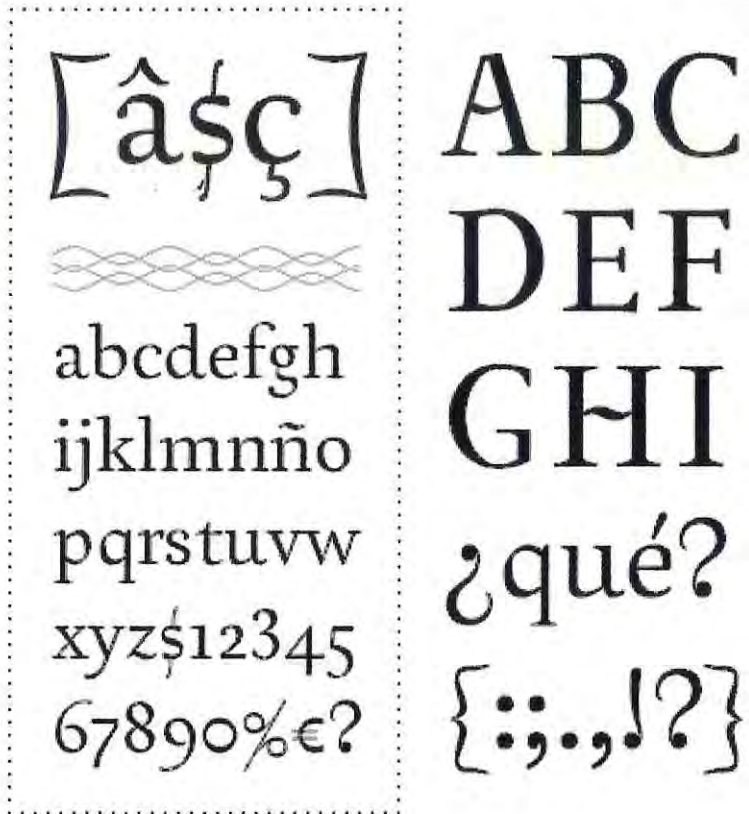 [âşç]
abcdefgh
ijklmnño
pqrstuvw
xyz$12345
67890%€?
ABC
DEF
GHI
¿qué?
{:;.,!?}